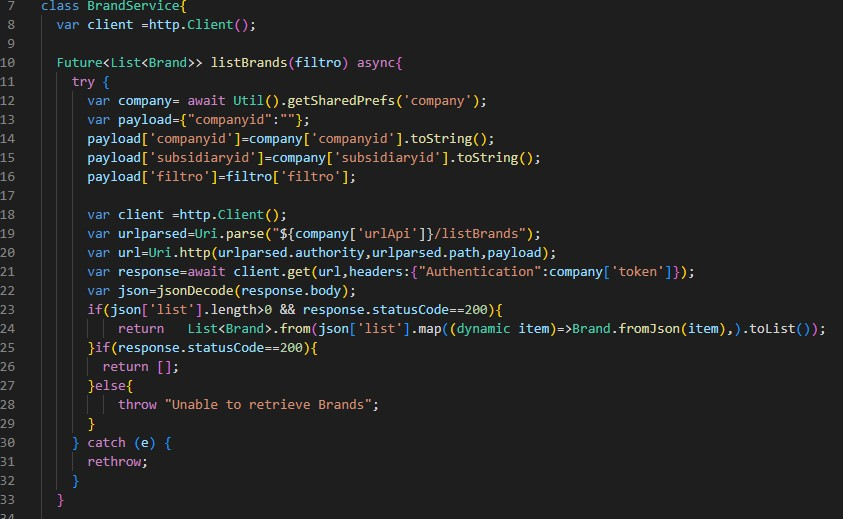 7 class BrandService{
8 var client =http.Client();
9
10 Future<List<Brand>> listBrands(filtro) async{
11 try {
12 var company= await Util().getSharedPrefs('company');
13 var payload={"companyid":""};
14 payload['companyid']=company['companyid'].toString();
15 payload['subsidiaryid']=company['subsidiaryid'].toString();
16 payload['filtro']=filtro['filtro'];
17
18 var client =http.Client();
19 var urlparsed=Uri.parse("${company['urlApi']}/listBrands");
20 var url=Uri.http(urlparsed.authority,urlparsed.path,payload);
21 var response=await client.get(url,headers:{"Authentication":company['token']});
22 var json=jsonDecode(response.body);
23 if(json['list'].length>0 && response.statusCode==200){
24 return List<Brand>.from(json['list'].map((dynamic item)=>Brand.fromJson(item),).toList());
25 }if(response.statusCode==200){
26 return [];
27 }else{
28 throw "Unable to retrieve Brands";
29 }
30 } catch (e) {
31 rethrow;
32 }
33 }
34